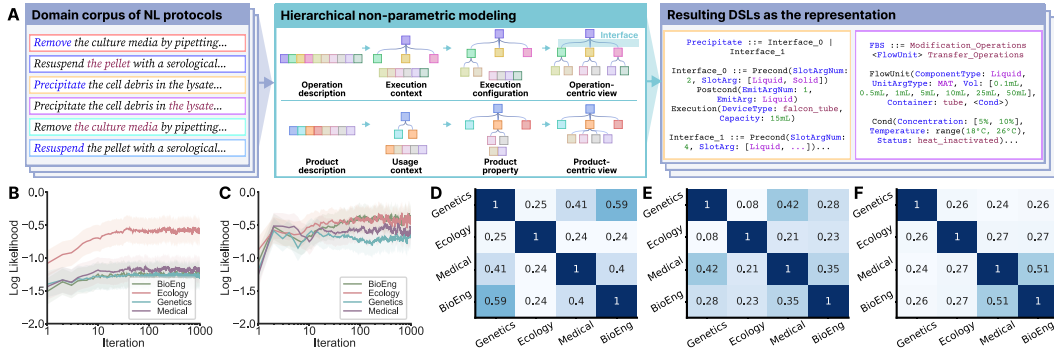 A
Domain corpus of NL protocols
Remove the culture media by pipetting...
Resuspend the pellet with a serological...
Precipitate the cell debris in the lysate...
Precipitate the cell debris in the lysate...
Remove the culture media by pipetting...
Resuspend the pellet with a serological...
Hierarchical non-parametric modeling
Interface
Operation description
Execution context
Execution configuration
Operation-centric view
Product description
Usage context
Product property
Product-centric view
Resulting DSLs as the representation
Precipitate ::= Interface_0 |
Interface_1
Interface_0 ::= Precond(SlotArgNum:
2, SlotArg: [Liquid, Solid])
Postcond(EmitArgNum: 1,
EmitArg: Liquid)
Execution(DeviceType: falcon_tube,
Capacity: 15mL)
Interface_1 ::= Precond(SlotArgNum:
4, SlotArg: [Liquid, ...])...
FBS ::= Modification_Operations
<FlowUnit> Transfer_Operations
FlowUnit(ComponentType: Liquid,
UnitArgType: MAT, Vol: [0.1mL,
0.5mL, 1mL, 5mL, 10mL, 25mL, 50mL],
Container: tube, <Cond>)
Cond(Concentration: [5%, 10%],
Temperature: range(18°C, 26°C),
Status: heat_inactivated)...
B
Log Likelihood
0.0
−0.5
−1.0
−1.5
−2.0
1 10 100 1000
Iteration
BioEng
Ecology
Genetics
Medical
C
Log Likelihood
0.0
−0.5
−1.0
−1.5
−2.0
1 10 100 1000
Iteration
BioEng
Ecology
Genetics
Medical
D
Genetics 1 0.25 0.41 0.59
Ecology 0.25 1 0.24 0.24
Medical 0.41 0.24 1 0.4
BioEng 0.59 0.24 0.4 1
Genetics Ecology Medical BioEng
E
Genetics 1 0.08 0.42 0.28
Ecology 0.08 1 0.21 0.23
Medical 0.42 0.21 1 0.35
BioEng 0.28 0.23 0.35 1
Genetics Ecology Medical BioEng
F
Genetics 1 0.26 0.24 0.26
Ecology 0.26 1 0.27 0.27
Medical 0.24 0.27 1 0.51
BioEng 0.26 0.27 0.51 1
Genetics Ecology Medical BioEng